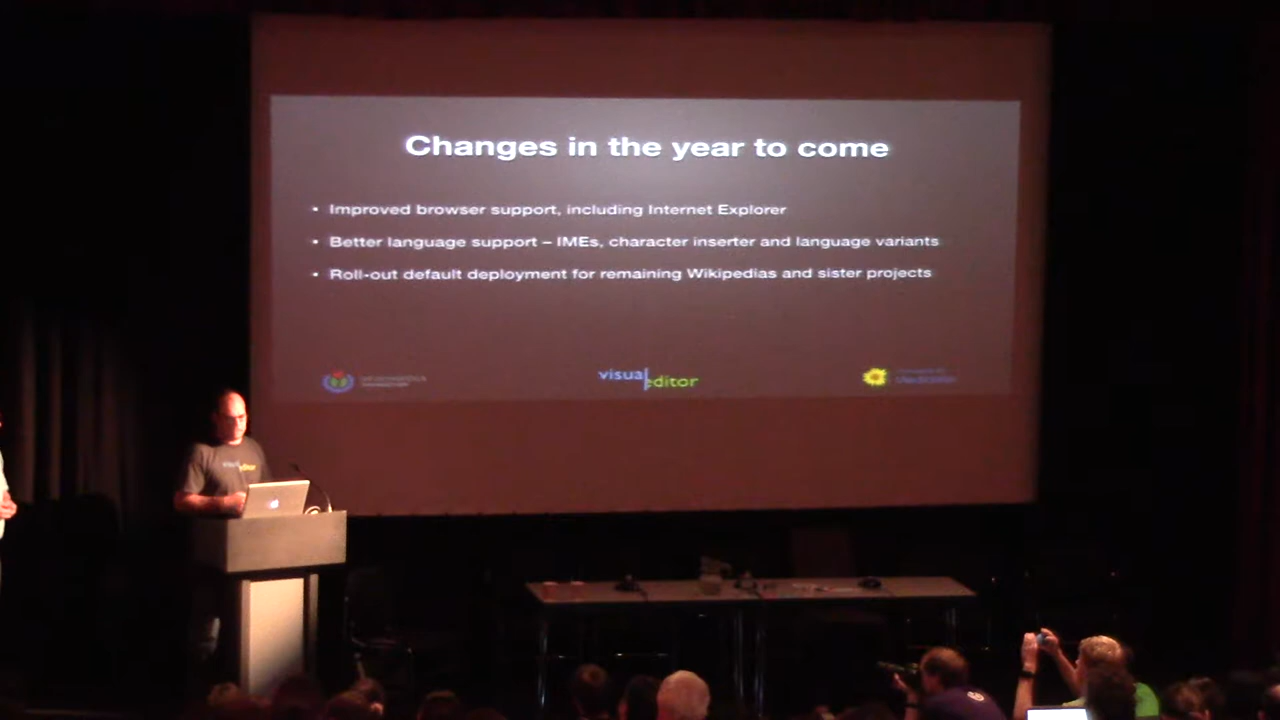 Changes in the year to come
• Improved browser support, including Internet Explorer
• Better language support – IMEs, character inserter and language variants
• Roll-out default deployment for remaining Wikipedias and sister projects
visual editor